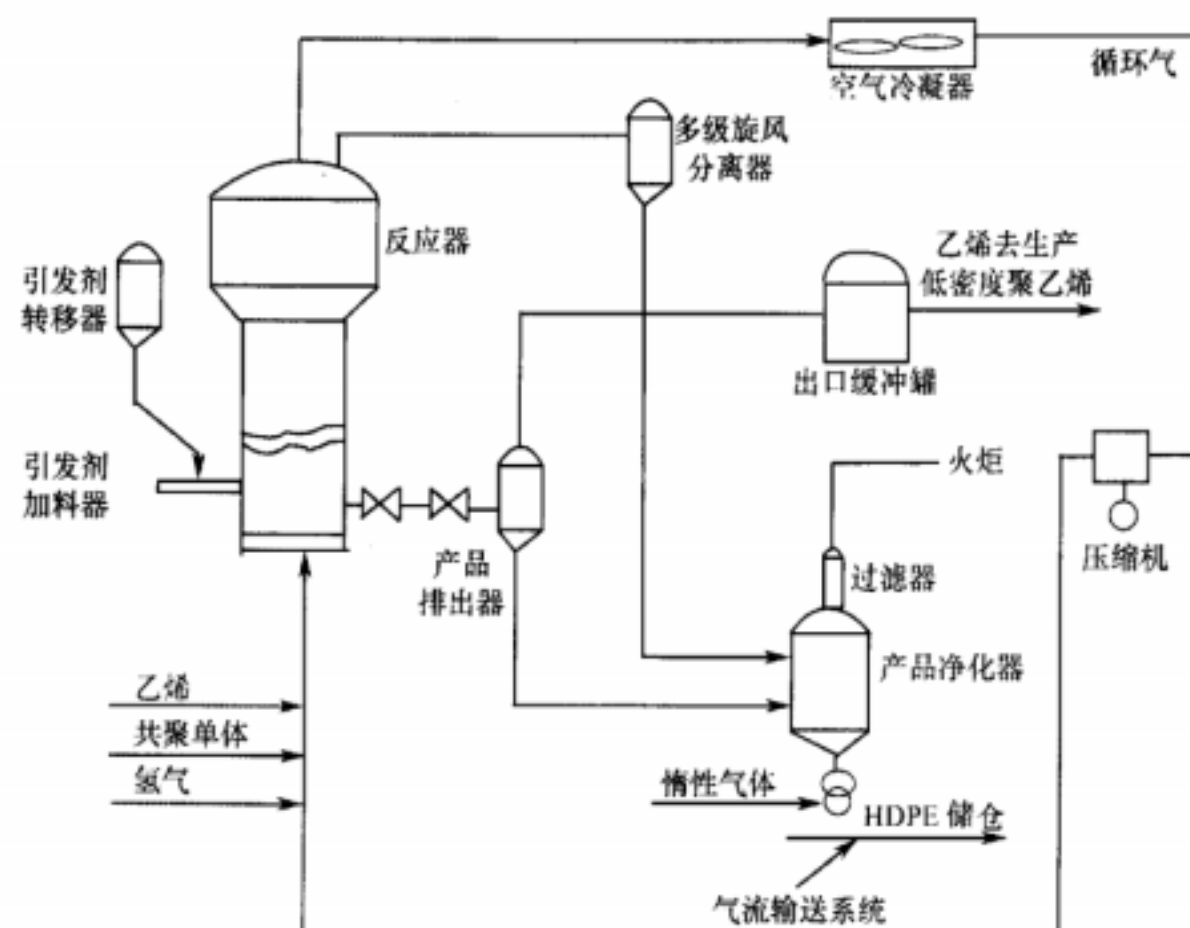 循环气
空气冷凝器
多级旋风
分离器
反应器
引发剂
转移器
乙烯去生产
低密度聚乙烯
出口缓冲罐
引发剂
加料器
火炬
压缩机
产品
排出器
过滤器
产品净化器
乙烯
共聚单体
氢气
惰性气体
HDPE 储仓
气流输送系统